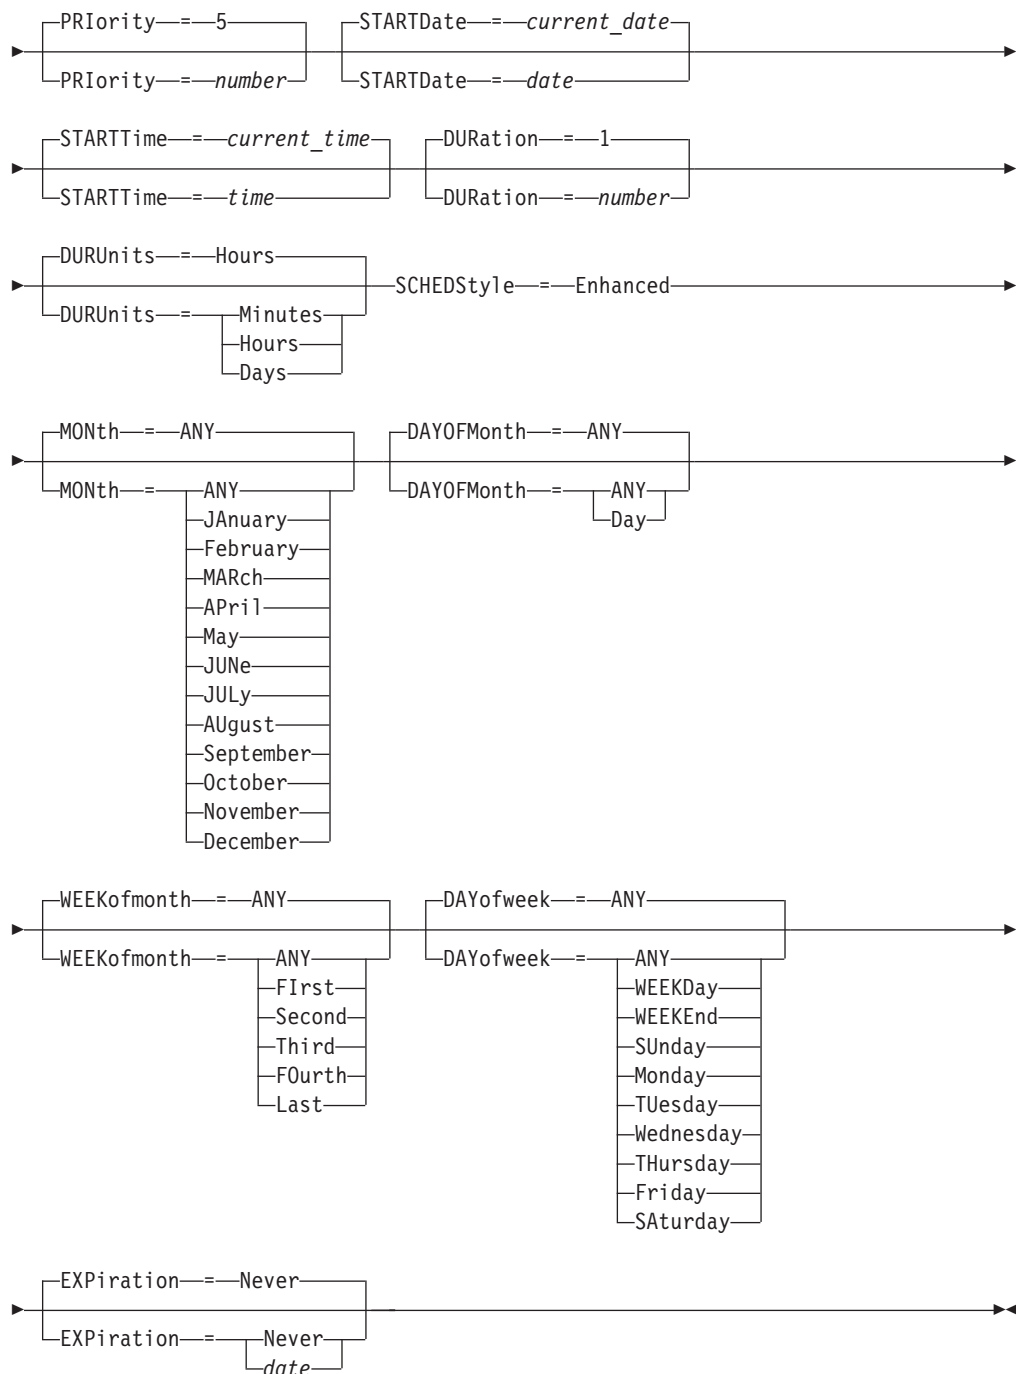 PRIority = 5 STARTDate = current_date
PRIority = number STARTDate = date
STARTTime = current_time DURation = 1
STARTTime = time DURation = number
DURUnits = Hours
SCHEDStyle = Enhanced
DURUnits = Minutes
Hours
Days
MONth = ANY DAYOFMonth = ANY
MONth = ANY DAYOFMonth = ANY
JAnuary Day
February
MARch
APril
May
JUNe
JULy
AUgust
September
October
November
December
WEEKofmonth = ANY DAYofweek = ANY
WEEKofmonth = ANY DAYofweek = ANY
FIrst WEEKDay
Second WEEKEnd
Third SUnday
FOurth Monday
Last TUesday
Wednesday
THursday
Friday
SAturday
EXPiration = Never
EXPiration = Never
date